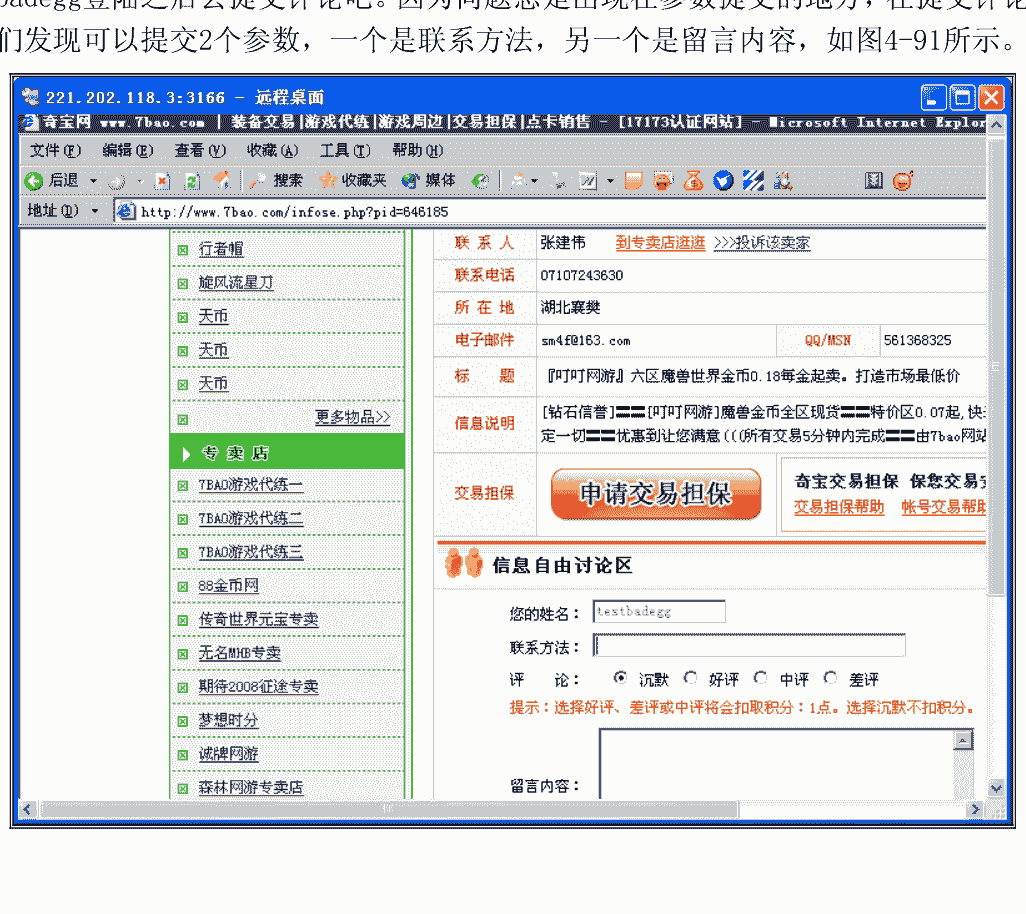 badegg登陆之后去提交评论吧。因为问题总是出现在参数提交的地方，在提交评论
们发现可以提交2个参数，一个是联系方法，另一个是留言内容，如图4-91所示。
221.202.118.3:3166 - 远程桌面
奇宝网 www.7bao.com | 装备交易|游戏代练|游戏周边|交易担保|点卡销售 - [17173认证网站] - Microsoft Internet Explor
文件(F) 编辑(E) 查看(V) 收藏(A) 工具(T) 帮助(H)
后退 搜索 收藏夹 媒体
地址(D) http://www.7bao.com/infose.php?pid=646185
行者帽
旋风流星刀
天币
天币
天币
更多物品>>
专卖店
7BAO游戏代练一
7BAO游戏代练二
7BAO游戏代练三
88金币网
传奇世界元宝专卖
无名MHB专卖
期待2008征途专卖
梦想时分
诚牌网游
森林网游专卖店
联系人 张建伟 到专卖店逛逛 >>>投诉该卖家
联系电话 07107243630
所在地 湖北襄樊
电子邮件 sm4f@163.com QQ/MSN 561368325
标 题 『叮叮网游』六区魔兽世界金币0.18每金起卖。打造市场最低价
信息说明 [钻石信誉]〓〓[叮叮网游]魔兽金币全区现货〓〓特价区0.07起,快
定一切〓〓优惠到让您满意(((所有交易5分钟内完成〓〓由7bao网站
交易担保 申请交易担保 奇宝交易担保 保您交易
交易担保帮助 帐号交易帮助
信息自由讨论区
您的姓名： testbadegg
联系方法：
评 论： 沉默 好评 中评 差评
提示：选择好评、差评或中评将会扣取积分：1点。选择沉默不扣积分。
留言内容：